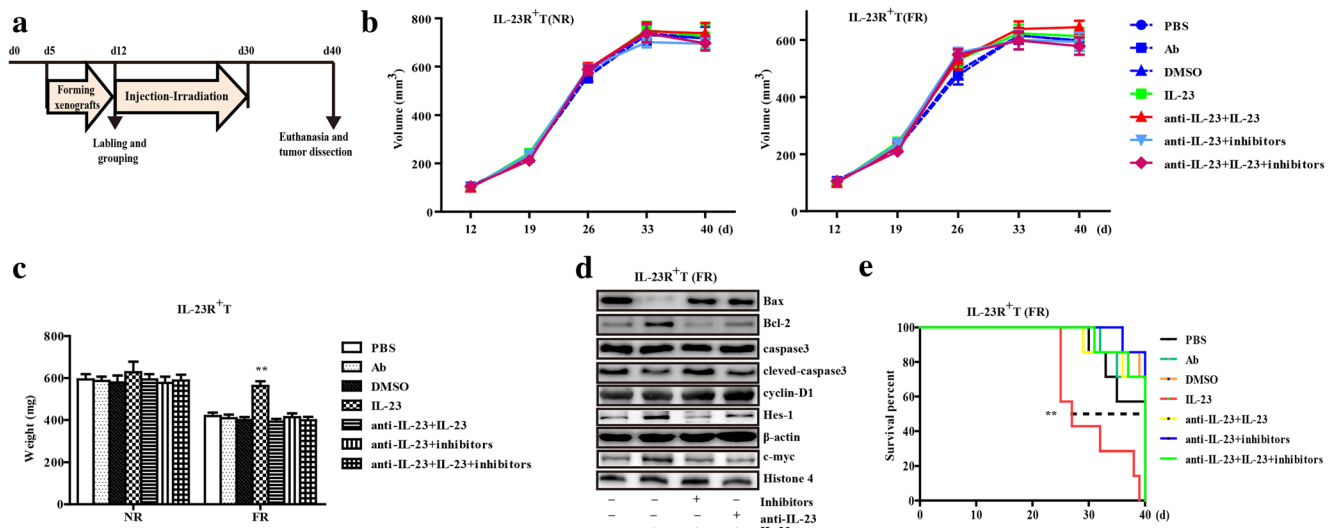 a
d0 d5 d12 d30 d40
Forming
xenografts
Injection-Irradiation
Labling and
grouping
Euthanasia and
tumor dissection
b
IL-23R+T(NR)
Volume (mm3)
800
600
400
200
0
12 19 26 33 40 (d)
IL-23R+T(FR)
Volume (mm3)
600
400
200
0
12 19 26 33 40 (d)
PBS
Ab
DMSO
IL-23
anti-IL-23+IL-23
anti-IL-23+inhibitors
anti-IL-23+IL-23+inhibitors
c
IL-23R+T
Weight (mg)
800
600
400
200
0
**
NR FR
PBS
Ab
DMSO
IL-23
anti-IL-23+IL-23
anti-IL-23+inhibitors
anti-IL-23+IL-23+inhibitors
d
IL-23R+T (FR)
Bax
Bcl-2
caspase3
cleved-caspase3
cyclin-D1
Hes-1
β-actin
c-myc
Histone 4
− − + − Inhibitors
− − − + anti-IL-23
e
IL-23R+T (FR)
Survival percent
100
80
60
40
20
0
**
0 10 20 30 40 (d)
PBS
Ab
DMSO
IL-23
anti-IL-23+IL-23
anti-IL-23+inhibitors
anti-IL-23+IL-23+inhibitors